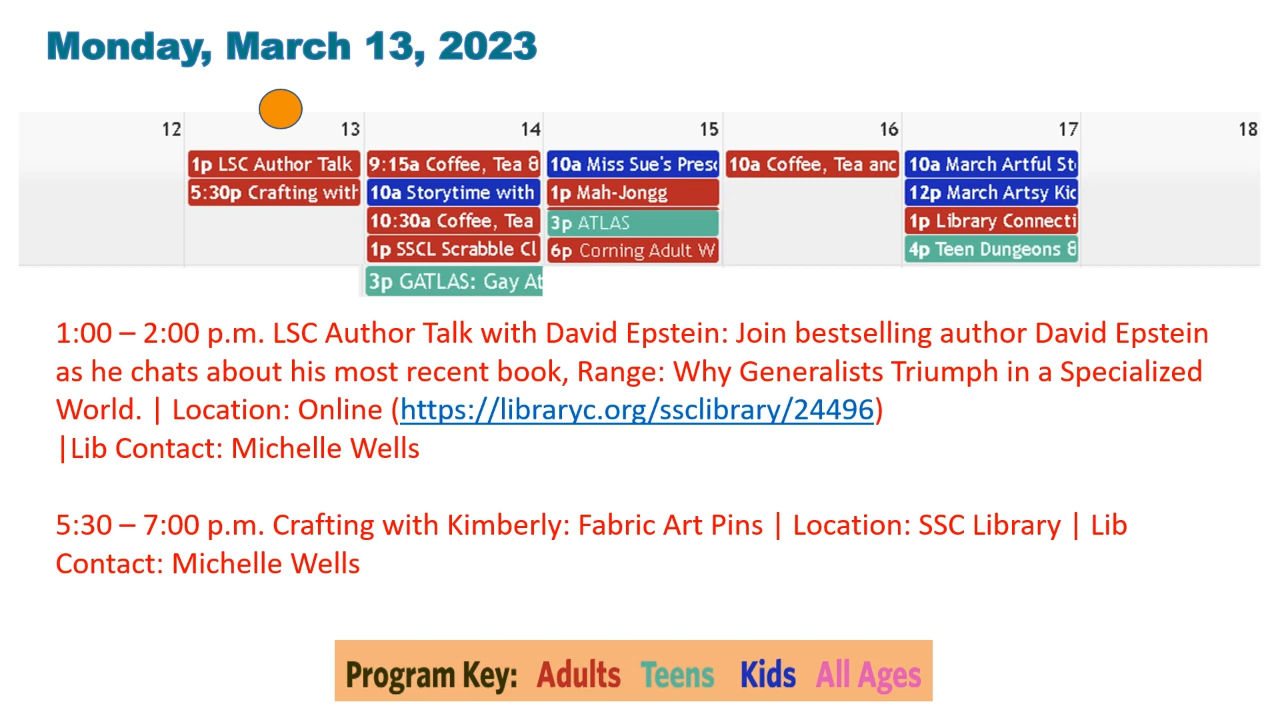 Monday, March 13, 2023
12 13 14 15 16 17 18
1p LSC Author Talk 9:15a Coffee, Tea & 10a Miss Sue's 10a Coffee, Tea and 10a March Artful
5:30p Crafting with 10a Storytime with 1p Mah-Jongg 12p March Artsy
10:30a Coffee, Tea 3p ATLAS 1p Library
1p SSCL Scrabble 6p Corning Adult 4p Teen Dungeons &
3p GATLAS: Gay
1:00 – 2:00 p.m. LSC Author Talk with David Epstein: Join bestselling author David Epstein
as he chats about his most recent book, Range: Why Generalists Triumph in a Specialized
World. | Location: Online (https://libraryc.org/ssclibrary/24496)
|Lib Contact: Michelle Wells
5:30 – 7:00 p.m. Crafting with Kimberly: Fabric Art Pins | Location: SSC Library | Lib
Contact: Michelle Wells
Program Key: Adults Teens Kids All Ages